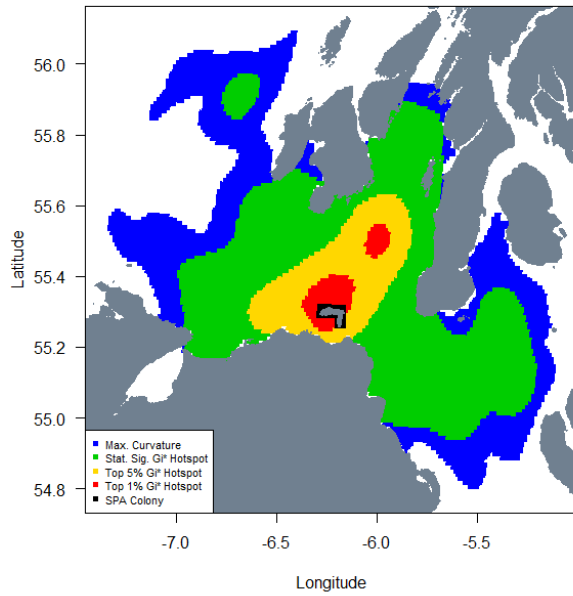 56.0
55.8
55.6
55.4
55.2
55.0
54.8
Latitude
Max. Curvature
Stat. Sig. Gi* Hotspot
Top 5% Gi* Hotspot
Top 1% Gi* Hotspot
SPA Colony
-7.0 -6.5 -6.0 -5.5
Longitude